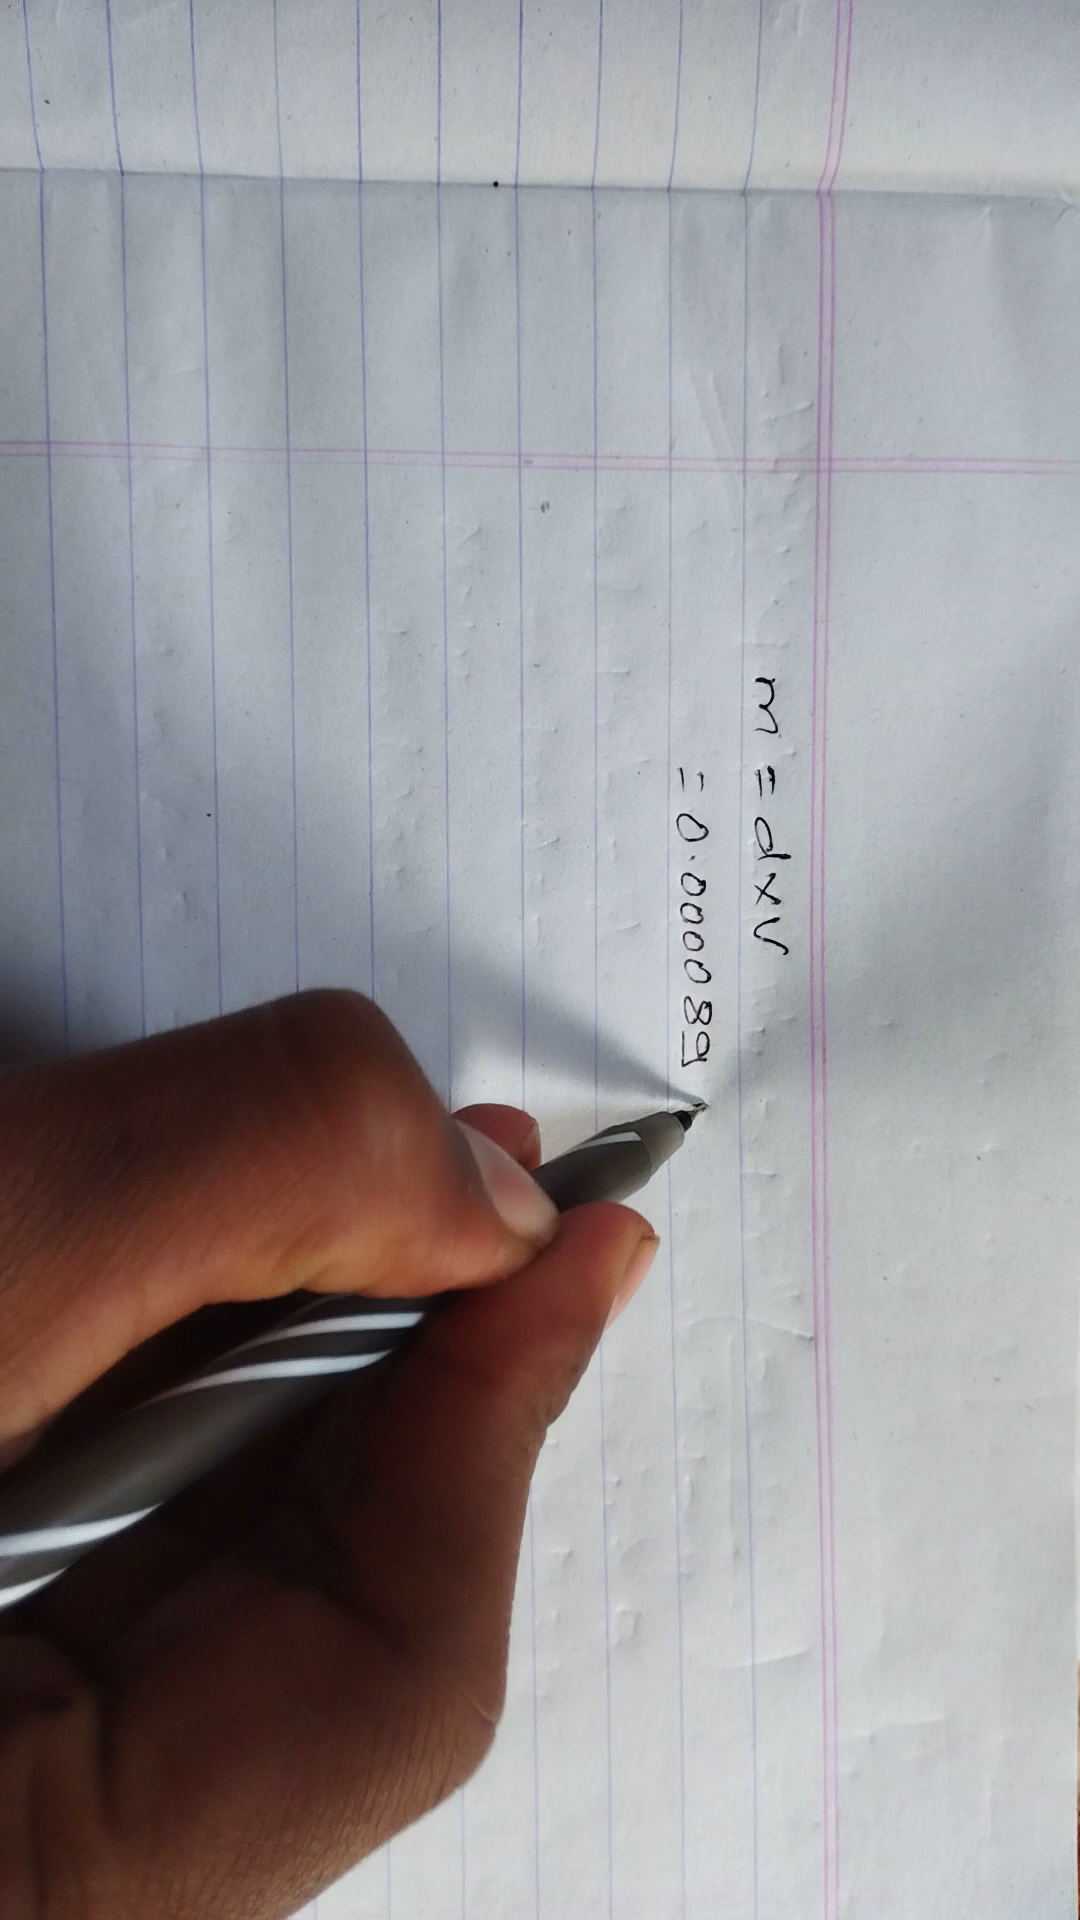 m = d x v
= 0.000089